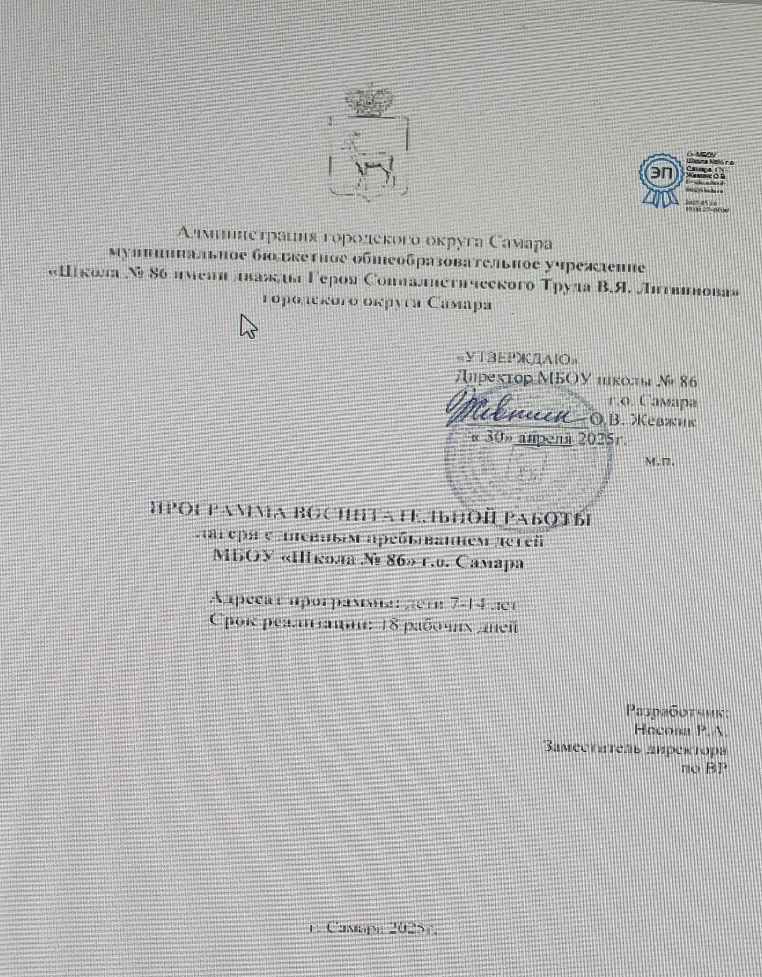 ЭП
Администрация городского округа Самара
муниципальное бюджетное общеобразовательное учреждение
«Школа № 86 имени дважды Героя Социалистического Труда В.Я. Литвинова»
городского округа Самара
«УТВЕРЖДАЮ»
Директор МБОУ школы № 86
г.о. Самара
О.В. Жевжик
« 30» апреля 2025г.
м.п.
ПРОГРАММА ВОСПИТАТЕЛЬНОЙ РАБОТЫ
лагеря с дневным пребыванием детей
МБОУ «Школа № 86» г.о. Самара
Адресат программы: дети 7-14 лет
Срок реализации: 18 рабочих дней
Разработчик:
Носова Р.А.
Заместитель директора
по ВР
г. Самара 2025г.